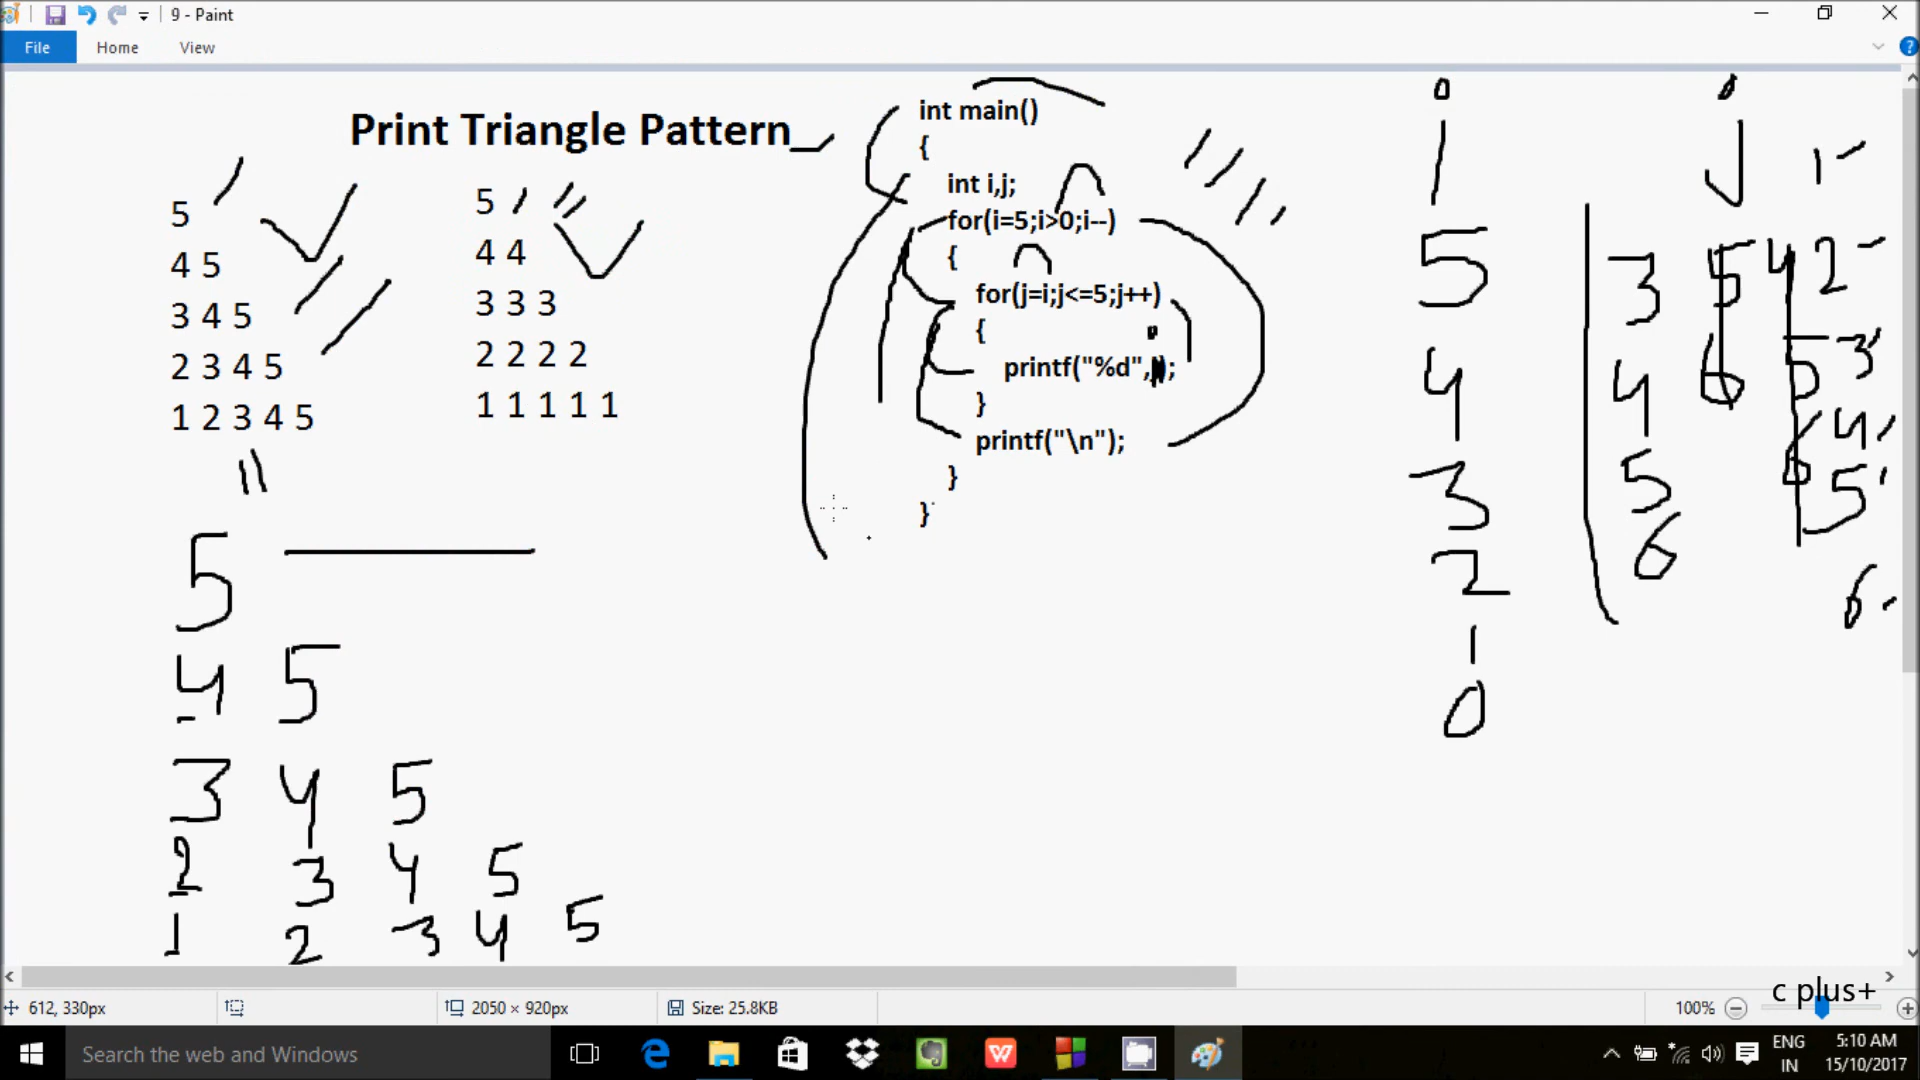 9 - Paint
File Home View
Print Triangle Pattern
5
4 5
3 4 5
2 3 4 5
1 2 3 4 5
5
4 4
3 3 3
2 2 2 2
1 1 1 1 1
int main()
{
int i,j;
for(i=5;i>0;i--)
{
for(j=i;j<=5;j++)
{
printf("%d",j);
}
printf("\n");
}
}
5
4 5
3 4 5
2 3 4 5
1 2 3 4 5
i
5
4
3
2
1
0
j
3
4
5
6
5
6
4
5
6
1
2
3
4
5
6
612, 330px
2050 × 920px
Size: 25.8KB
100%
c plus+
Search the web and Windows
ENG
IN
5:10 AM
15/10/2017